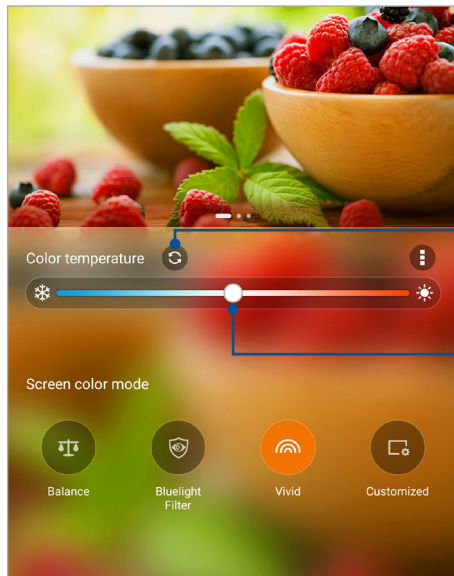 Color temperature
Screen color mode
Balance
Bluelight
Filter
Vivid
Customized